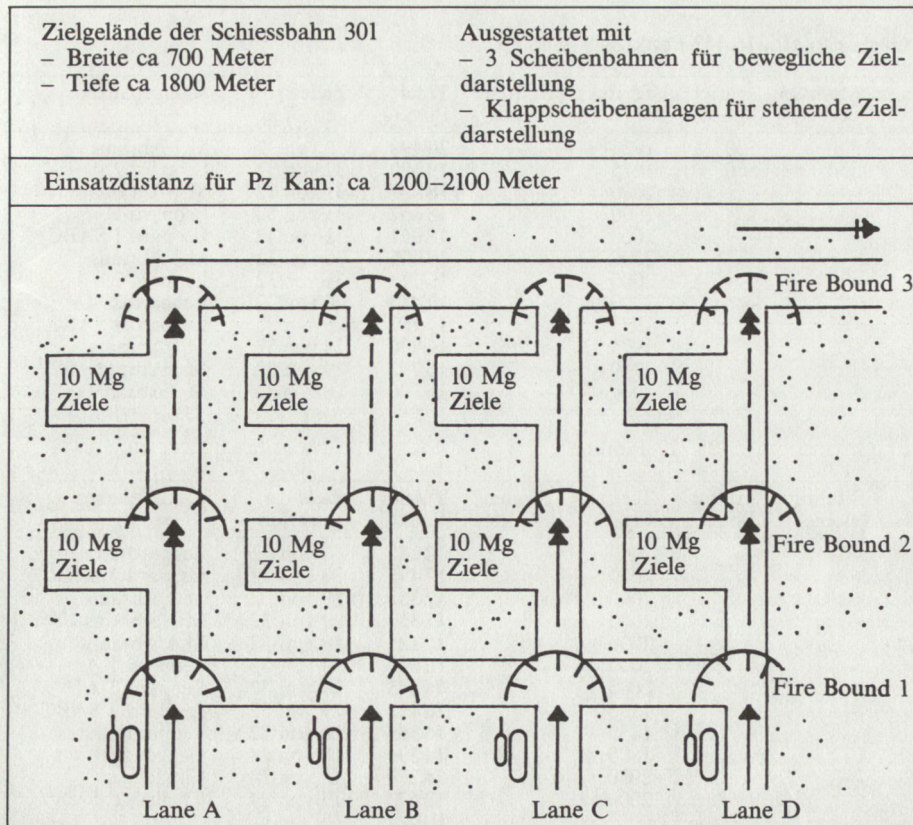 Zielgelände der Schiessbahn 301
– Breite ca 700 Meter
– Tiefe ca 1800 Meter
Ausgestattet mit
– 3 Scheibenbahnen für bewegliche Ziel-
darstellung
– Klappscheibenanlagen für stehende Ziel-
darstellung
Einsatzdistanz für Pz Kan: ca 1200–2100 Meter
Fire Bound 3
10 Mg
Ziele
10 Mg
Ziele
10 Mg
Ziele
10 Mg
Ziele
10 Mg
Ziele
10 Mg
Ziele
10 Mg
Ziele
10 Mg
Ziele
Fire Bound 2
Fire Bound 1
Lane A
Lane B
Lane C
Lane D